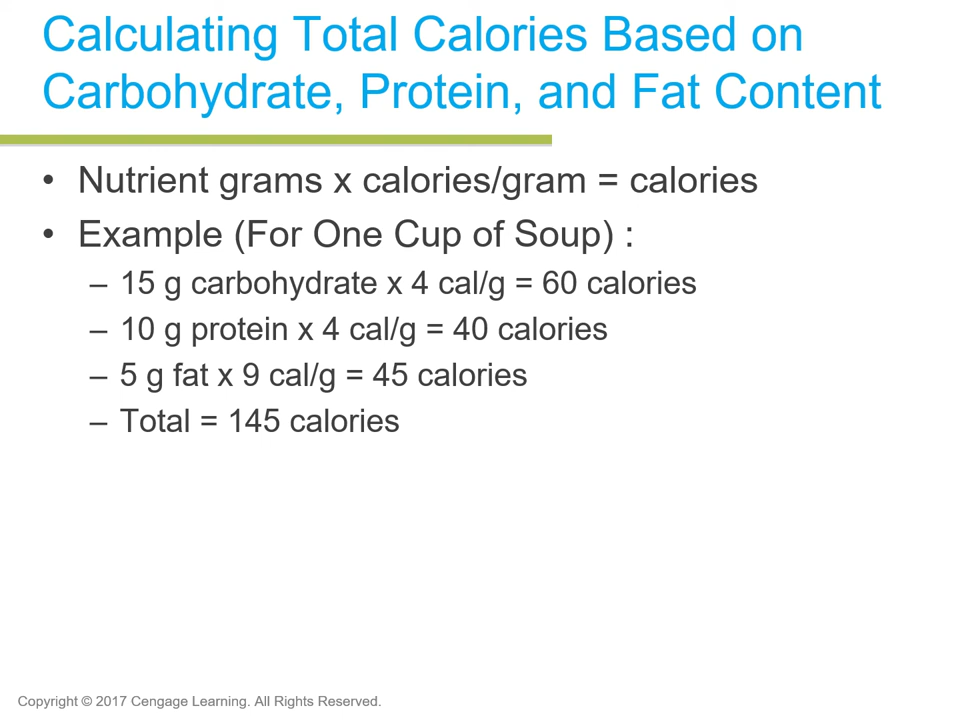 Calculating Total Calories Based on
Carbohydrate, Protein, and Fat Content
• Nutrient grams x calories/gram = calories
• Example (For One Cup of Soup) :
– 15 g carbohydrate x 4 cal/g = 60 calories
– 10 g protein x 4 cal/g = 40 calories
– 5 g fat x 9 cal/g = 45 calories
– Total = 145 calories
Copyright © 2017 Cengage Learning. All Rights Reserved.